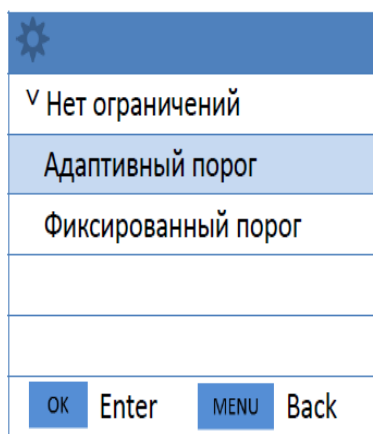 ˅ Нет ограничений
Адаптивный порог
Фиксированный порог
OK Enter MENU Back